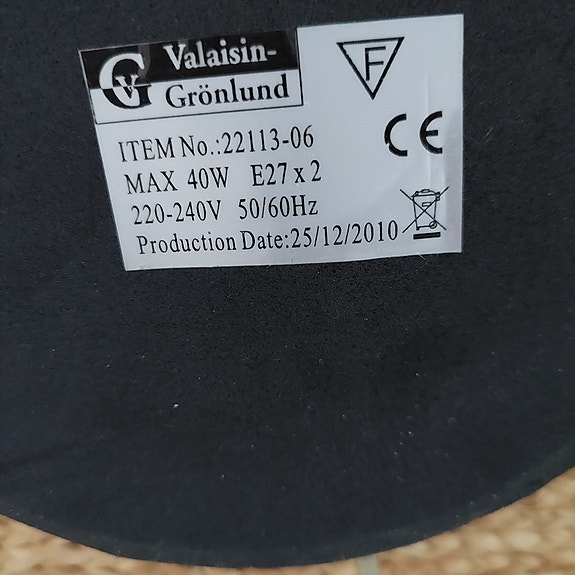 GV
Valaisin-
Grönlund
F
CE
ITEM No.:22113-06
MAX 40W E27 x 2
220-240V 50/60Hz
Production Date:25/12/2010